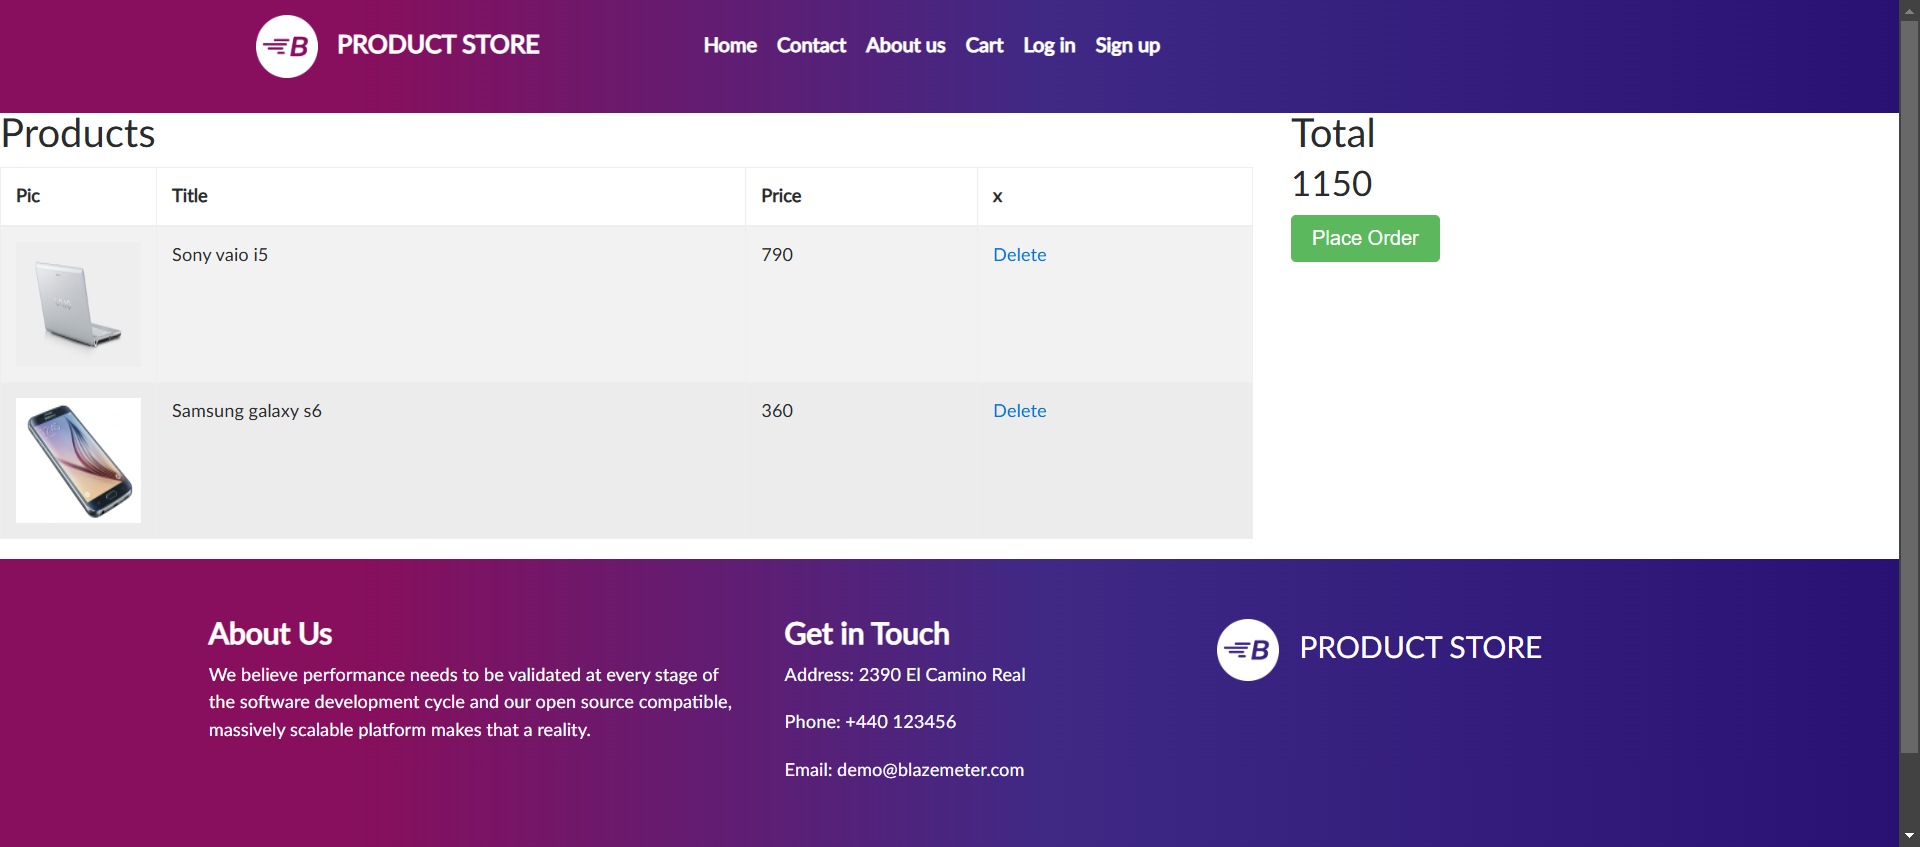 B PRODUCT STORE
Home Contact About us Cart Log in Sign up
Products
Pic Title Price x
Sony vaio i5 790 Delete
VAIO
Samsung galaxy s6 360 Delete
Total
1150
Place Order
About Us
We believe performance needs to be validated at every stage of
the software development cycle and our open source compatible,
massively scalable platform makes that a reality.
Get in Touch
Address: 2390 El Camino Real
Phone: +440 123456
Email: demo@blazemeter.com
B PRODUCT STORE